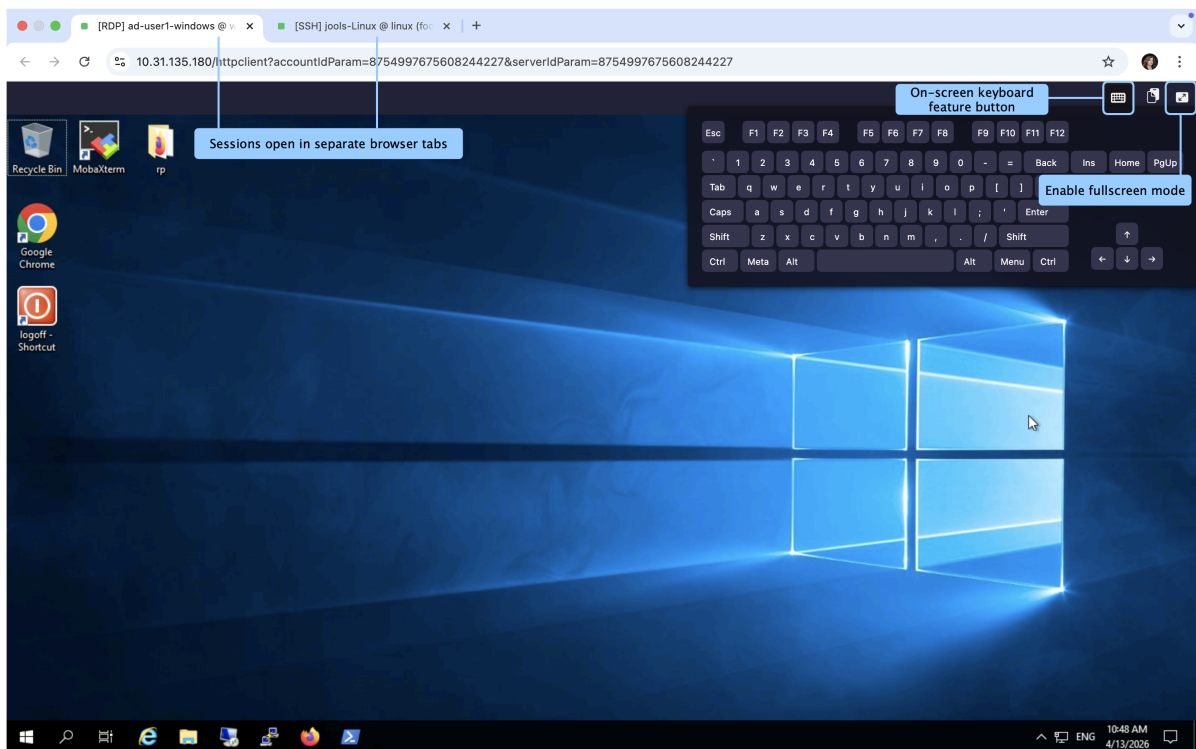 [RDP] ad-user1-windows @ w
[SSH] jools-Linux @ linux (foo
10.31.135.180/httpclient?accountIdParam=8754997675608244227&serverIdParam=8754997675608244227
On-screen keyboard
feature button
Sessions open in separate browser tabs
Enable fullscreen mode
Esc F1 F2 F3 F4 F5 F6 F7 F8 F9 F10 F11 F12
` 1 2 3 4 5 6 7 8 9 0 - = Back Ins Home PgUp
Tab q w e r t y u i o p [ ]
Caps a s d f g h j k l ; ' Enter
Shift z x c v b n m , . / Shift ↑
Ctrl Meta Alt Alt Menu Ctrl ← ↓ →
Recycle Bin
MobaXterm
rp
Google
Chrome
logoff -
Shortcut
ENG
10:48 AM
4/13/2026